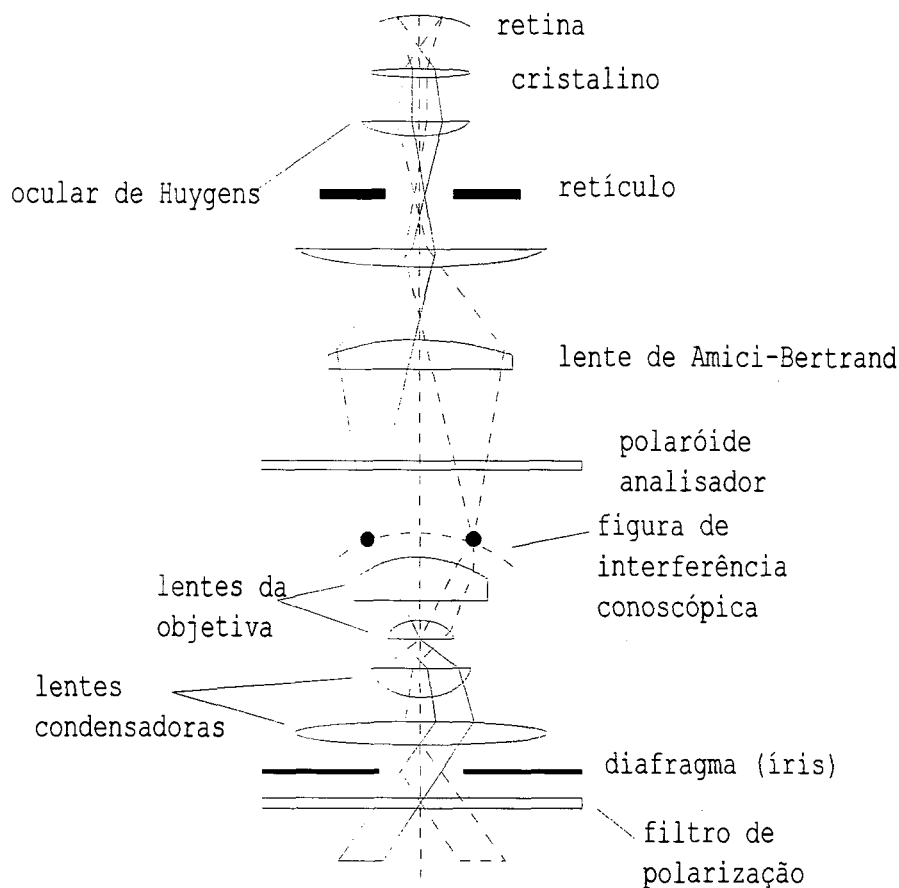 retina
cristalino
ocular de Huygens
retículo
lente de Amici-Bertrand
polaróide
analisador
figura de
interferência
conoscópica
lentes da
objetiva
lentes
condensadoras
diafragma (íris)
filtro de
polarização